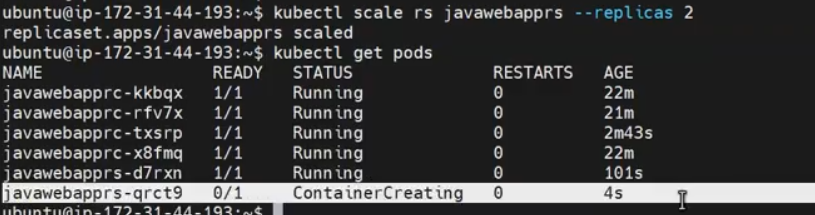 ubuntu@ip-172-31-44-193:~$ kubectl scale rs javawebapprs --replicas 2
replicaset.apps/javawebapprs scaled
ubuntu@ip-172-31-44-193:~$ kubectl get pods
NAME READY STATUS RESTARTS AGE
javawebapprc-kkbqx 1/1 Running 0 22m
javawebapprc-rfv7x 1/1 Running 0 21m
javawebapprc-txsrp 1/1 Running 0 2m43s
javawebapprc-x8fmq 1/1 Running 0 22m
javawebapprs-d7rxn 1/1 Running 0 101s
javawebapprs-qrct9 0/1 ContainerCreating 0 4s
ubuntu@ip-172-31-44-193:~$